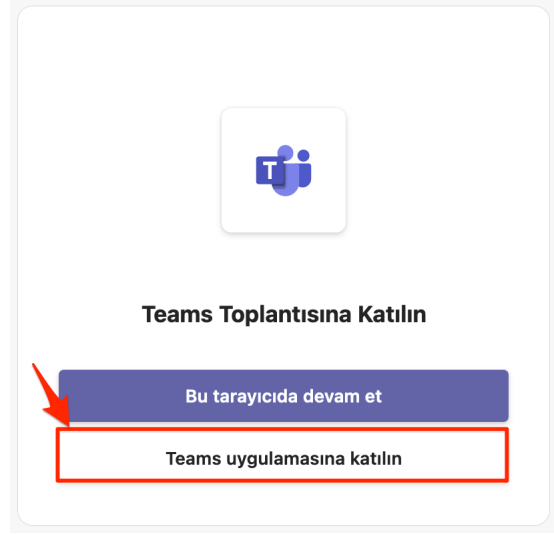 T
Teams Toplantısına Katılın
Bu tarayıcıda devam et
Teams uygulamasına katılın